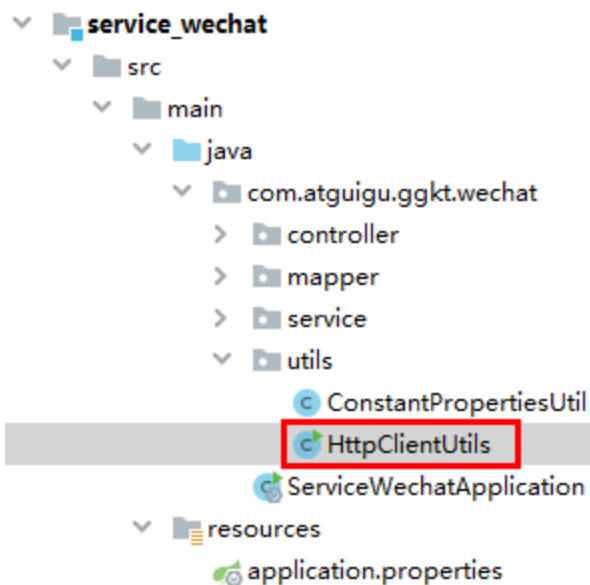 service_wechat
src
main
java
com.atguigu.ggkt.wechat
controller
mapper
service
utils
ConstantPropertiesUtil
HttpClientUtils
ServiceWechatApplication
resources
application.properties